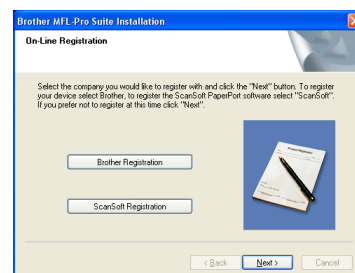 Brother MFL-Pro Suite Installation
On-Line Registration
Select the company you would like to register with and click the "Next" button. To register
your device select Brother, to register the ScanSoft PaperPort software select "ScanSoft".
If you prefer not to register at this time click "Next".
Brother Registration
ScanSoft Registration
< Back
Next >
Cancel